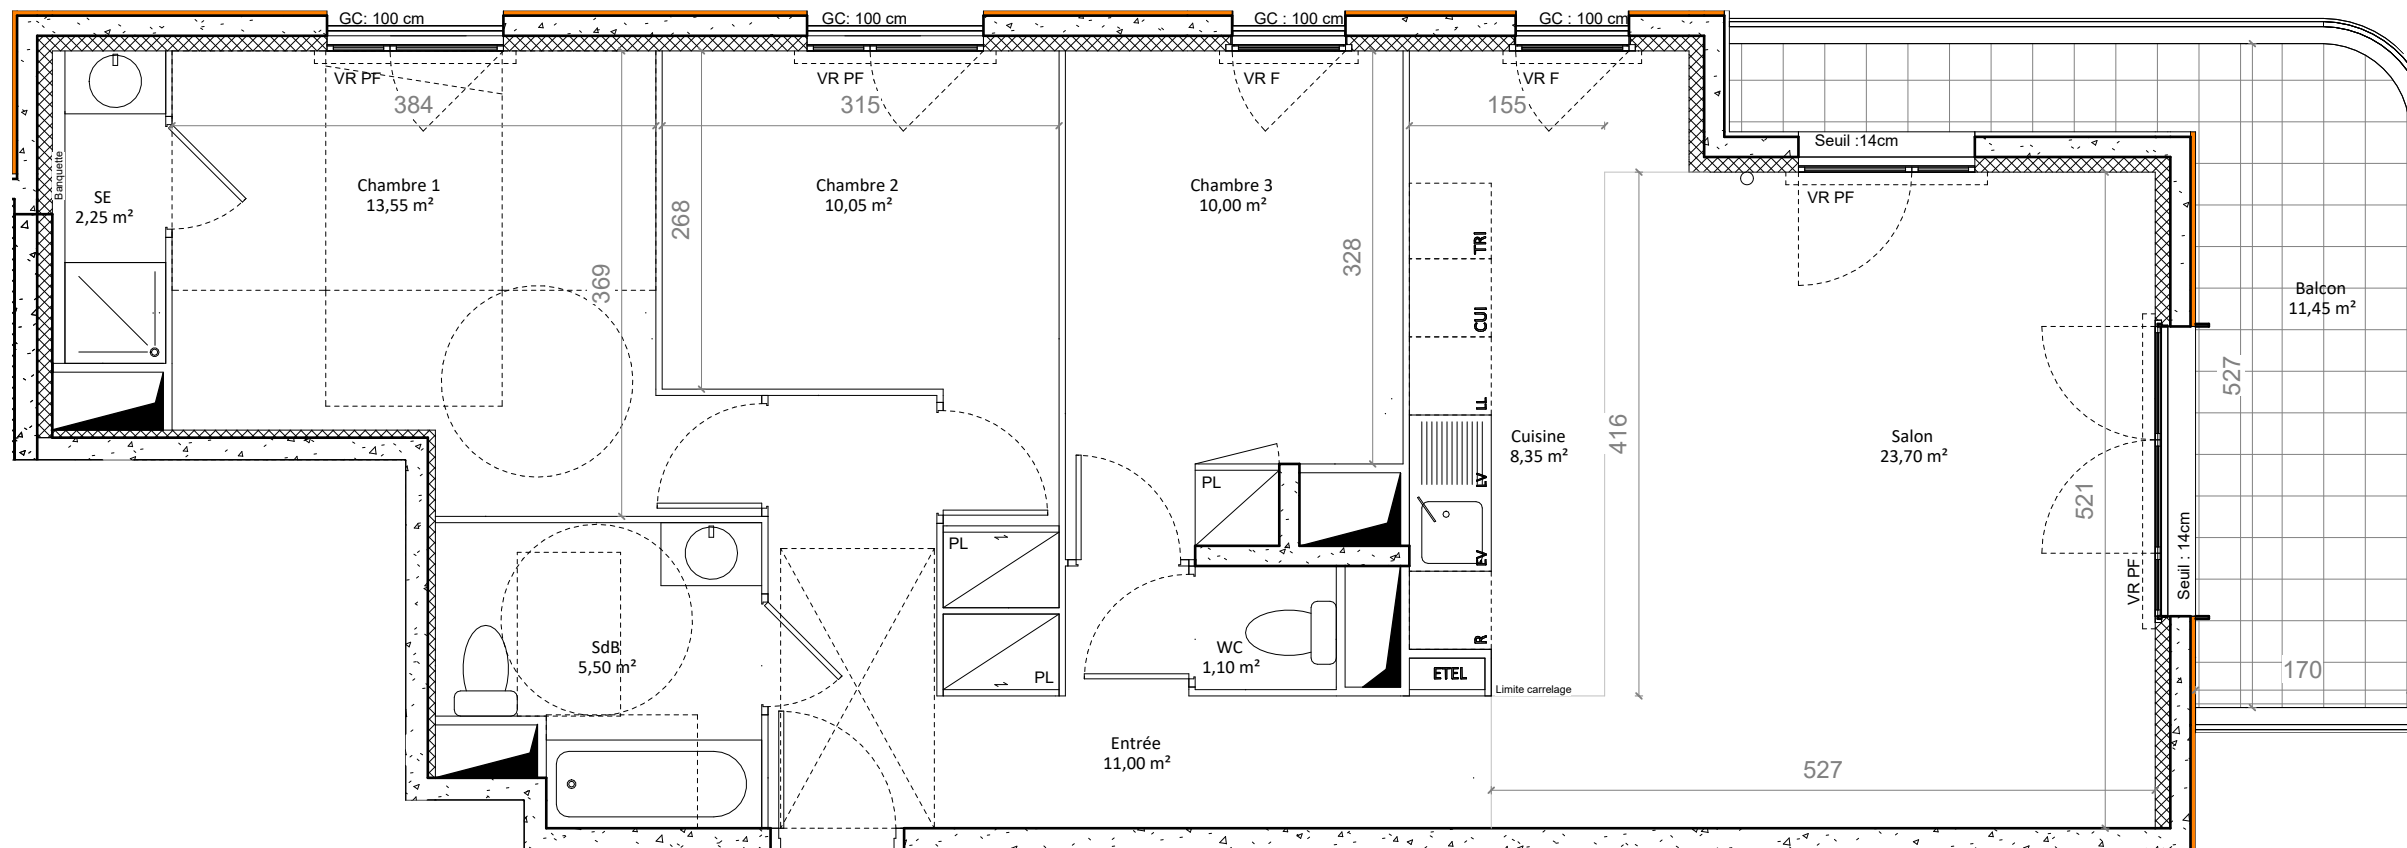 GC: 100 cm
GC: 100 cm
GC : 100 cm
GC : 100 cm
VR PF
VR PF
VR F
VR F
384
315
155
Seuil :14cm
Banquette
SE
2,25 m²
Chambre 1
13,55 m²
Chambre 2
10,05 m²
Chambre 3
10,00 m²
VR PF
268
369
328
TRI
CUI
LL
LV
EV
R
ETEL
Cuisine
8,35 m²
416
Salon
23,70 m²
521
Balcon
11,45 m²
527
170
VR PF
Seuil : 14cm
PL
PL
PL
SdB
5,50 m²
WC
1,10 m²
Limite carrelage
Entrée
11,00 m²
527